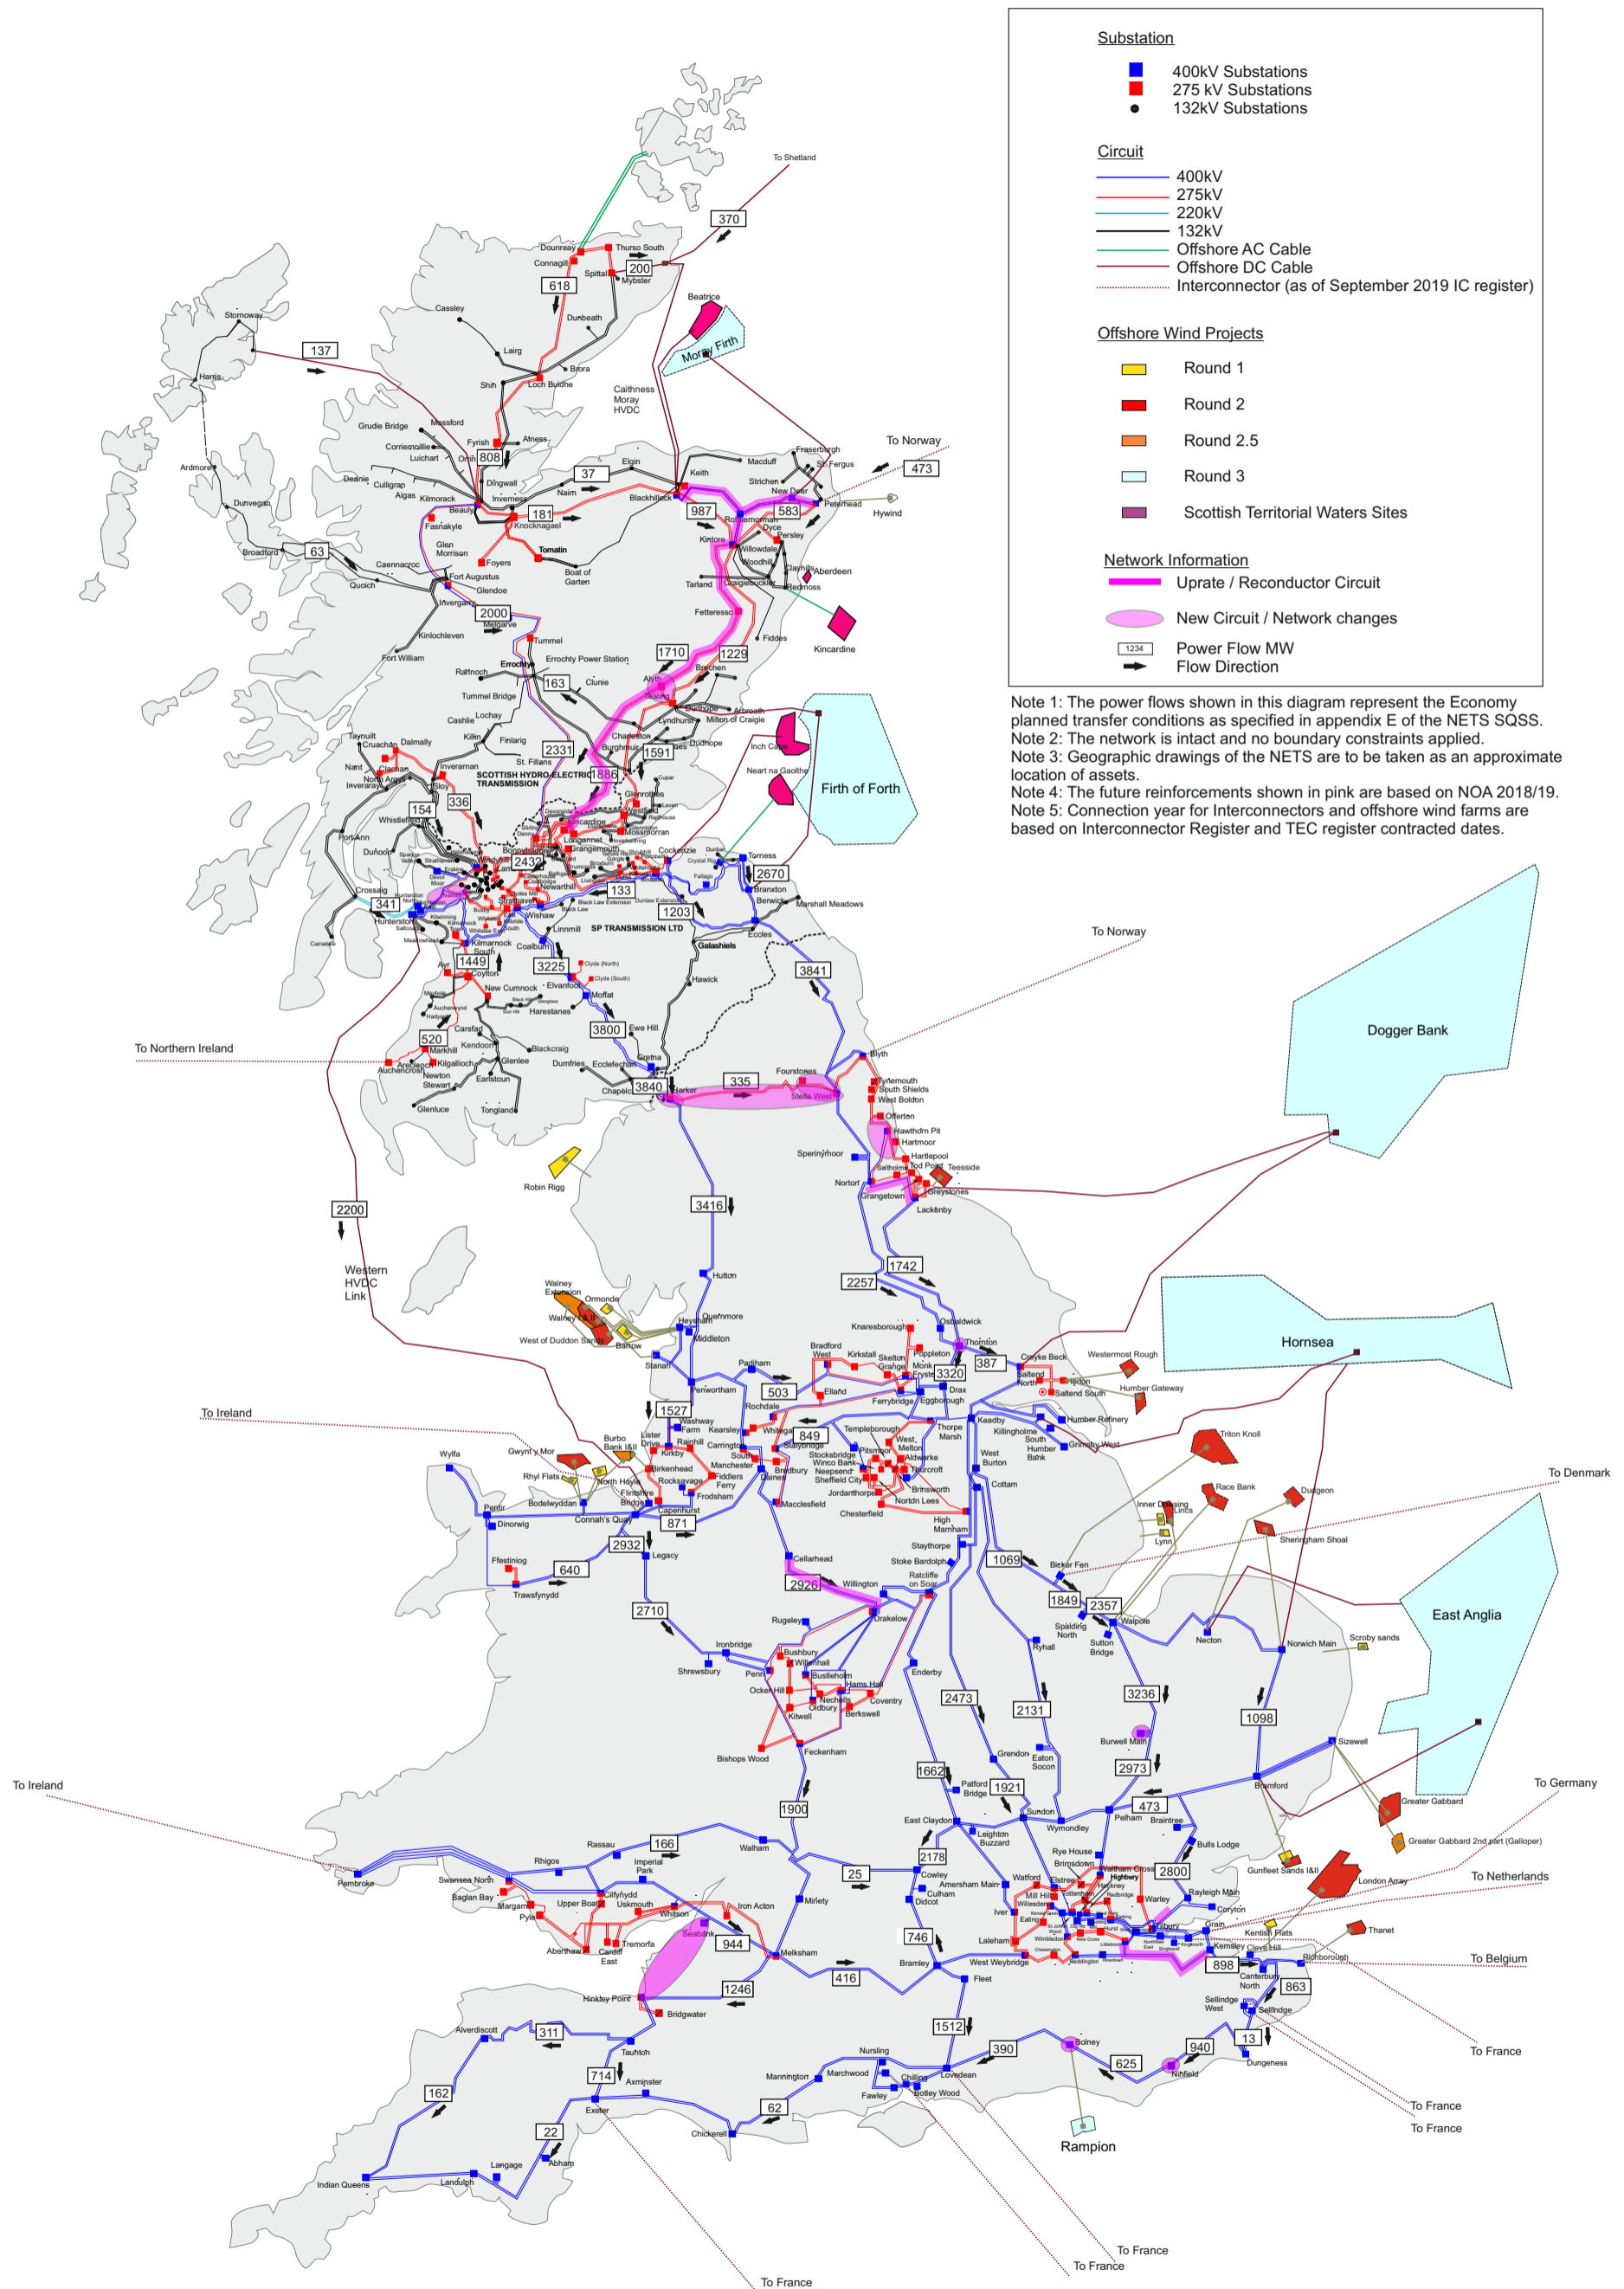 Substation
400kV Substations
275 kV Substations
132kV Substations
Circuit
400kV
275kV
220kV
132kV
Offshore AC Cable
Offshore DC Cable
Interconnector (as of September 2019 IC register)
Offshore Wind Projects
Round 1
Round 2
Round 2.5
Round 3
Scottish Territorial Waters Sites
Network Information
Uprate / Reconductor Circuit
New Circuit / Network changes
1234
Power Flow MW
Flow Direction
Note 1: The power flows shown in this diagram represent the Economy
planned transfer conditions as specified in appendix E of the NETS SQSS.
Note 2: The network is intact and no boundary constraints applied.
Note 3: Geographic drawings of the NETS are to be taken as an approximate
location of assets.
Note 4: The future reinforcements shown in pink are based on NOA 2018/19.
Note 5: Connection year for Interconnectors and offshore wind farms are
based on Interconnector Register and TEC register contracted dates.
To Shetland
370
Dounreay
Thurso South
Connagill
200
Spittal
Mybster
618
Beatrice
Cassley
Dunbeath
Moray Firth
Stornoway
137
Lairg
Brora
Harris
Shin
Loch Buidhe
Caithness
Moray
HVDC
Mossford
Grudie Bridge
Corriemoillie
Luichart
Orrin
Fyrish
Alness
808
To Norway
473
Fraserburgh
St. Fergus
Macduff
Strichen
Elgin
Keith
37
Ardmore
Deanie
Culligran
Aigas
Kilmorack
Dingwall
Nairn
Blackhillock
New Deer
Peterhead
Hywind
Dunvegan
Beauly
Inverness
181
987
583
Rothienorman
Dyce
Knocknagael
Fasnakyle
Kintore
Persley
Willowdale
Glen
Morrison
Tomatin
Woodhill
Broadford
63
Foyers
Clayhills
Aberdeen
Caennacroc
Boat of
Garten
Tarland
Craigiebuckler
Redmoss
Quoich
Fort Augustus
Glendoe
Invergarry
2000
Melgarve
Fetteresso
Kinlochleven
Tummel
Fiddes
Kincardine
Fort William
Errochty
Errochty Power Station
1710
1229
Rannoch
163
Clunie
Alyth
Brechin
Tealing
Tummel Bridge
Dudhope
Arbroath
Cashlie
Lochay
Lyndhurst
Milton of Craigie
Taynuilt
Cruachan
Dalmally
Killin
Finlarig
Charleston
Dudhope
Burghmuir
Inch Cape
2331
1591
Nant
Clachan
St. Fillans
Inverarnan
North Argyll
SCOTTISH HYDRO-ELECTRIC
TRANSMISSION
1886
Neart na Gaoithe
Cupar
Firth of Forth
Inveraray
Sloy
Glenrothes
Leven
154
336
Westfield
Redhouse
Whistlefield
Mossmorran
Port Ann
Kincardine
Longannet
Grangemouth
Dunoon
Bonnybridge
Cockenzie
Dunbar
Torness
Windyhill
2432
Crystal Rig
2670
Devol
Moor
Newarthill
133
Fallago
Branxton
Crossaig
Strathaven
Black Law Extension
Dunlaw Extension
Berwick
Marshall Meadows
341
Wishaw
Black Law
1203
Hunterston
Saltcoats
Kilwinning
Linnmill
SP TRANSMISSION LTD
Eccles
Carradale
Meadowhead
Coalburn
Galashiels
Kilmarnock
South
To Norway
1449
3225
Clyde (North)
3841
Ayr
Coylton
Clyde (South)
Hawick
Elvanfoot
New Cumnock
Moffat
Maybole
Harestanes
520
Carsfad
3800
Ewe Hill
Dogger Bank
To Northern Ireland
Markhill
Kendoon
Blackcraig
Gretna
Blyth
Auchencrosh
Arecleoch
Kilgallioch
Glenlee
Dumfries
Ecclefechan
Newton
Stewart
Earlstoun
Fourstones
Tynemouth
335
South Shields
Chapelcross
3840
Harker
Stella West
West Boldon
Glenluce
Tongland
Offerton
Hawthorn Pit
Hartmoor
Spennymoor
Hartlepool
Robin Rigg
Saltholme
Tod Point
Teesside
Norton
Grangetown
Greystones
Lackenby
2200
3416
Western
HVDC
Link
1742
2257
Hutton
Walney
Extension
Ormonde
Quernmore
Walney I & II
Heysham
Middleton
Hornsea
Knaresborough
Osbaldwick
West of Duddon Sands
Barrow
Bradford
West
Kirkstall
Skelton
Grange
Poppleton
Thornton
387
Creyke Beck
Westermost Rough
Stanah
Padiham
Monk
Fryston
3320
Saltend
North
Hedon
Penwortham
503
Elland
Drax
Saltend South
Humber Gateway
Ferrybridge
Eggborough
To Ireland
1527
Rochdale
Washway
Farm
Whitegate
849
Templeborough
Thorpe
Marsh
Keadby
Humber Refinery
Killingholme
Kearsley
Lister
Drive
Stalybridge
South
Humber
Bank
Grimsby West
Rainhill
Kirkby
Carrington
Stocksbridge
Pitsmoor
West
Melton
West
Burton
Wylfa
Gwynt y Mor
Burbo
Bank I&II
South
Manchester
Winco Bank
Aldwarke
Triton Knoll
Bredbury
Neepsend
Thurcroft
Birkenhead
Daines
Sheffield City
Cottam
To Denmark
Rhyl Flats
North Hoyle
Rocksavage
Fiddlers
Ferry
Brinsworth
Jordanthorpe
Norton Lees
Race Bank
Dudgeon
Bodelwyddan
Flintshire
Bridge
Frodsham
Macclesfield
Chesterfield
Inner Dowsing
Lincs
Pentir
Capenhurst
High
Marnham
Dinorwig
Connah's Quay
871
Sheringham Shoal
Lynn
2932
Legacy
Staythorpe
Ffestiniog
Cellarhead
Stoke Bardolph
1069
Bicker Fen
640
Ratcliffe
on Soar
Trawsfynydd
2926
Willington
1849
2357
Walpole
East Anglia
2710
Rugeley
Drakelow
Spalding
North
Sutton
Bridge
Necton
Norwich Main
Scroby sands
Ironbridge
Bushbury
Ryhall
Shrewsbury
Penn
Willenhall
Bustleholm
Enderby
Ocker Hill
Hams Hall
Nechells
Coventry
2473
3236
Oldbury
Kitwell
Berkswell
2131
1098
Bishops Wood
Feckenham
Burwell Main
Sizewell
Grendon
Eaton
Socon
2973
To Ireland
1662
Patford
Bridge
1921
Bramford
To Germany
1900
473
Greater Gabbard
Pelham
East Claydon
Sundon
Wymondley
Braintree
Leighton
Buzzard
Rassau
166
Walham
Bulls Lodge
Greater Gabbard 2nd part (Galloper)
Rhigos
Imperial
Park
2178
Rye House
Gunfleet Sands I&II
Pembroke
25
Cowley
Brimsdown
Waltham Cross
2800
To Netherlands
Swansea North
Cilfynydd
Amersham Main
Watford
Elstree
Highbury
London Array
Baglan Bay
Culham
Hackney
Margam
Upper Boat
Uskmouth
Minety
Didcot
Mill Hill
Tottenham
Redbridge
Warley
Rayleigh Main
Pyle
Whitson
Iron Acton
Iver
Willesden
Coryton
Ealing
Tilbury
Grain
Kentish Flats
Thanet
Seabank
Tremorfa
Aberthaw
Cardiff
East
944
746
Laleham
Wimbledon
Hurst
Kemsley
Cleve Hill
Melksham
Bramley
West Weybridge
Beddington
898
Richborough
To Belgium
416
Fleet
Canterbury
North
1246
863
Hinkley Point
Bridgwater
Sellindge
West
Sellindge
To France
Alverdiscott
311
1512
Taunton
13
390
Bolney
940
Dungeness
Nursling
714
Axminster
Mannington
Marchwood
625
Ninfield
Chilling
Lovedean
162
Fawley
Botley Wood
To France
Exeter
62
To France
22
Chickerell
Rampion
Langage
Abham
Indian Queens
Landulph
To France
To France
To France